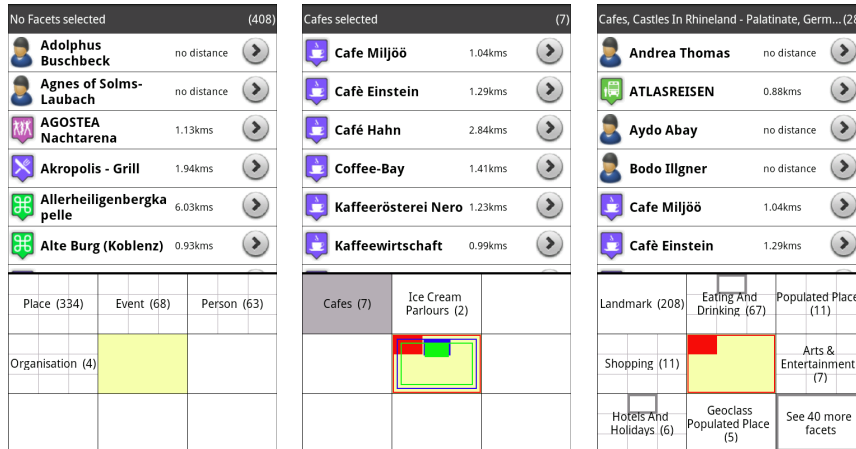 No Facets selected (408)
Adolphus
Buschbeck
no distance
Agnes of Solms-
Laubach
no distance
AGOSTEA
Nachtarena
1.13kms
Akropolis - Grill 1.94kms
Allerheiligenbergka
pelle
6.03kms
Alte Burg (Koblenz) 0.93kms
Place (334) Event (68) Person (63)
Organisation (4)
Cafes selected (7)
Cafe Miljöö 1.04kms
Cafè Einstein 1.29kms
Café Hahn 2.84kms
Coffee-Bay 1.41kms
Kaffeerösterei Nero 1.23kms
Kaffeewirtschaft 0.99kms
Cafes (7)
Ice Cream
Parlours (2)
Cafes, Castles In Rhineland - Palatinate, Germ... (28
Andrea Thomas no distance
ATLASREISEN 0.88kms
Aydo Abay no distance
Bodo Illgner no distance
Cafe Miljöö 1.04kms
Cafè Einstein 1.29kms
Landmark (208)
Eating And
Drinking (67)
Populated Place
(11)
Shopping (11)
Arts &
Entertainment
(7)
Hotels And
Holidays (6)
Geoclass
Populated Place
(5)
See 40 more
facets